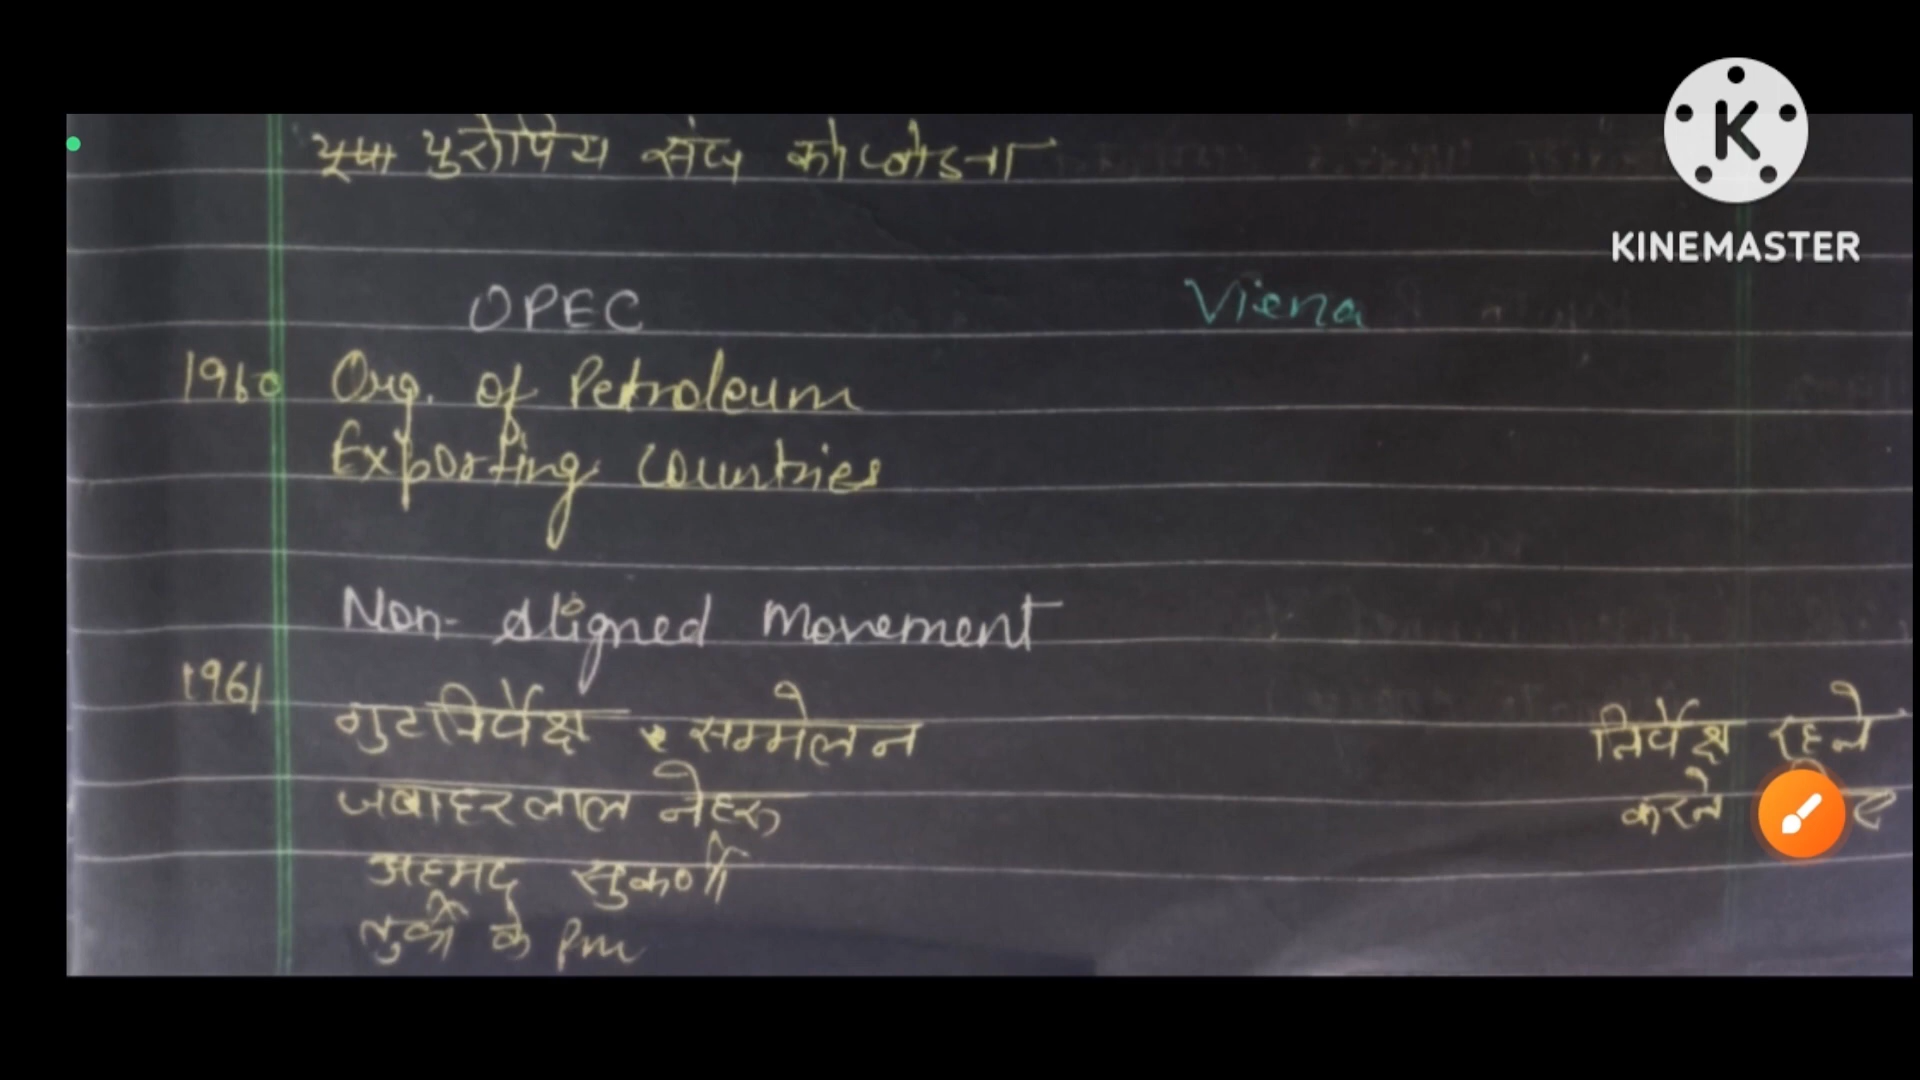 युरोपिय संघ को जोडना
KINEMASTER
OPEC Viena
1960 Org. of Petroleum
Exporting Countries
Non-Aligned Movement
1961
गुटनिर्पेक्ष सम्मेलन निर्पेक्ष रहने
जवाहरलाल नेहरु करने
अहमद सुकर्णो
तुर्की के Pm